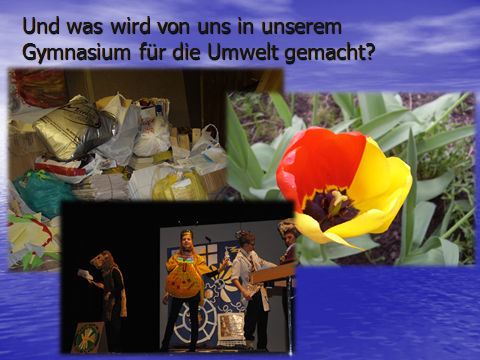 Und was wird von uns in unserem
Gymnasium für die Umwelt gemacht?